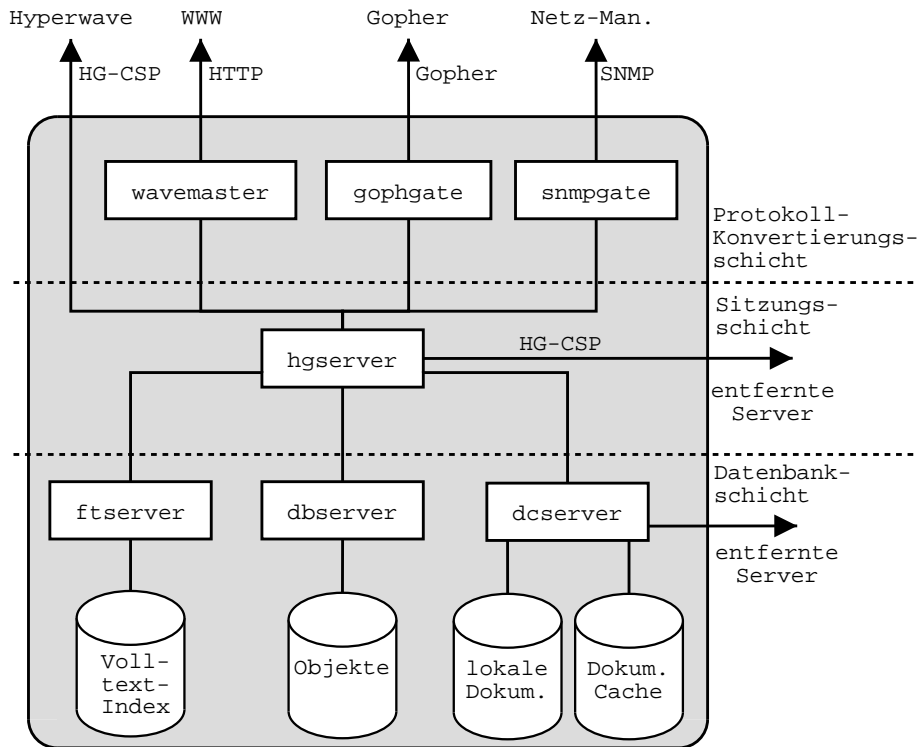 Hyperwave WWW Gopher Netz-Man.
HG-CSP HTTP Gopher SNMP
wavemaster gophgate snmpgate
Protokoll-
Konvertierungs-
schicht
Sitzungs-
schicht
hgserver HG-CSP
entfernte
Server
Datenbank-
schicht
ftserver dbserver dcserver
entfernte
Server
Voll-
text-
Index
Objekte
lokale
Dokum.
Dokum.
Cache